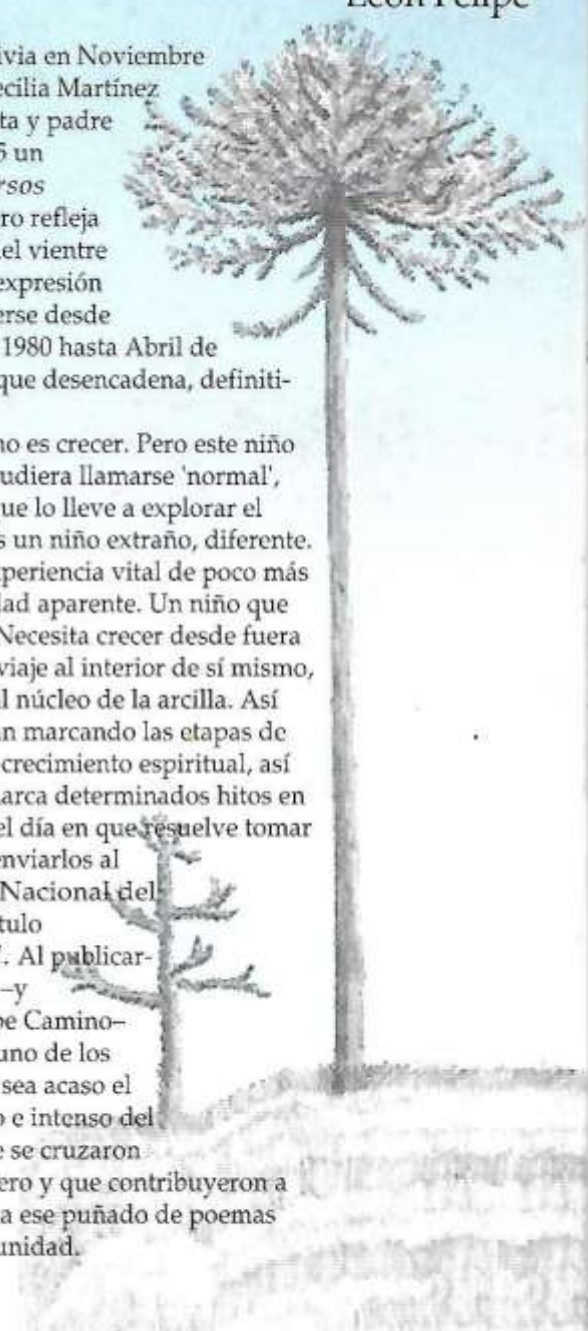 León Felipe
ivia en Noviembre
ecilia Martínez
ta y padre
5 un
rsos
ro refleja
el vientre
expresión
erse desde
1980 hasta Abril de
que desencadena, definiti-
no es crecer. Pero este niño
udiera llamarse 'normal',
ue lo lleve a explorar el
s un niño extraño, diferente.
xperiencia vital de poco más
dad aparente. Un niño que
Necesita crecer desde fuera
viaje al interior de sí mismo,
al núcleo de la arcilla. Así
an marcando las etapas de
crecimiento espiritual, así
narca determinados hitos en
el día en que resuelve tomar
enviarlos al
Nacional del
tulo
. Al publicar-
–y
pe Camino–
uno de los
sea acaso el
o e intenso del
e se cruzaron
ero y que contribuyeron a
a ese puñado de poemas
unidad.